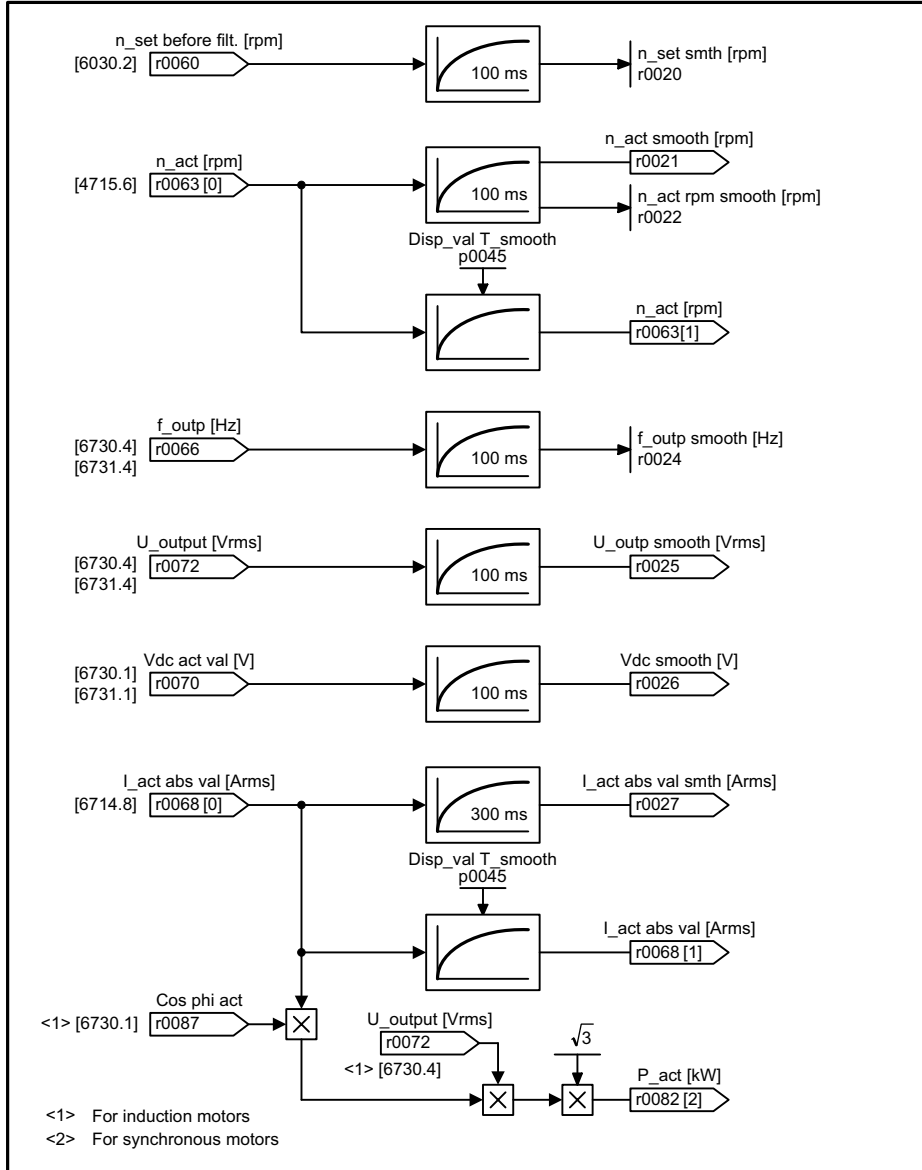 n_set before filt. [rpm]
[6030.2]
r0060
100 ms
n_set smth [rpm]
r0020
n_act [rpm]
[4715.6]
r0063 [0]
100 ms
n_act smooth [rpm]
r0021
n_act rpm smooth [rpm]
r0022
Disp_val T_smooth
p0045
n_act [rpm]
r0063[1]
f_outp [Hz]
[6730.4]
[6731.4]
r0066
100 ms
f_outp smooth [Hz]
r0024
U_output [Vrms]
[6730.4]
[6731.4]
r0072
100 ms
U_outp smooth [Vrms]
r0025
Vdc act val [V]
[6730.1]
[6731.1]
r0070
100 ms
Vdc smooth [V]
r0026
I_act abs val [Arms]
[6714.8]
r0068 [0]
300 ms
I_act abs val smth [Arms]
r0027
Disp_val T_smooth
p0045
I_act abs val [Arms]
r0068 [1]
Cos phi act
<1> [6730.1]
r0087
U_output [Vrms]
r0072
<1> [6730.4]
√3
P_act [kW]
r0082 [2]
<1> For induction motors
<2> For synchronous motors